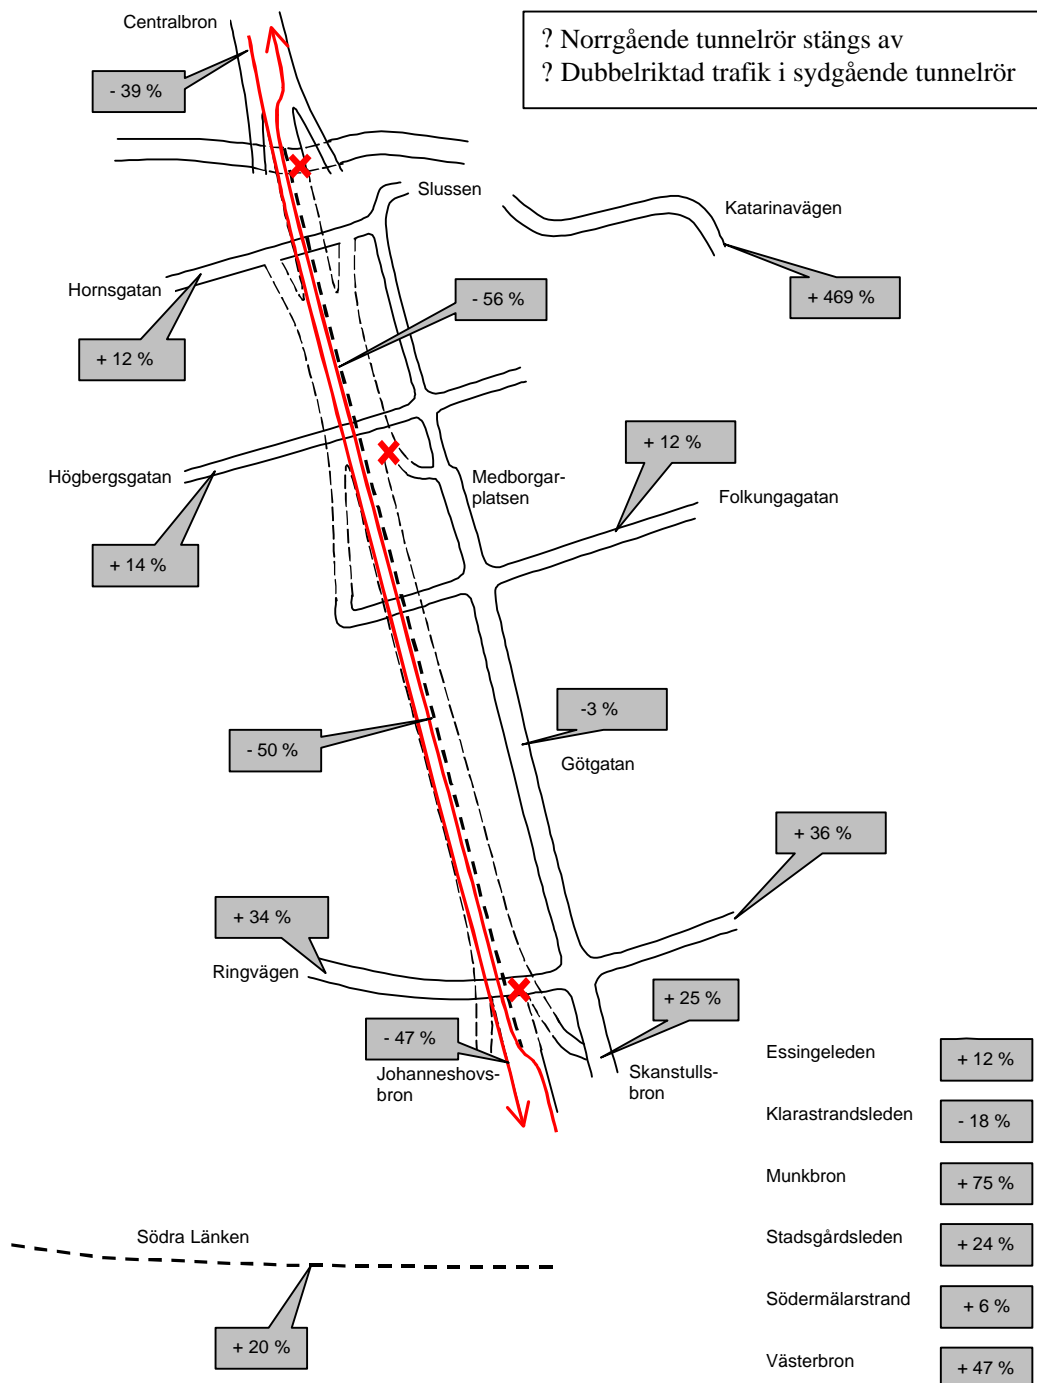 Centralbron
? Norrgående tunnelrör stängs av
? Dubbelriktad trafik i sydgående tunnelrör
- 39 %
Slussen
Katarinavägen
Hornsgatan
- 56 %
+ 469 %
+ 12 %
+ 12 %
Högbergsgatan
Medborgar-
platsen
Folkungagatan
+ 14 %
-3 %
- 50 %
Götgatan
+ 36 %
+ 34 %
Ringvägen
+ 25 %
- 47 %
Johanneshovs-
bron
Skanstulls-
bron
Essingeleden
+ 12 %
Klarastrandsleden
- 18 %
Munkbron
+ 75 %
Södra Länken
Stadsgårdsleden
+ 24 %
Södermälarstrand
+ 6 %
+ 20 %
Västerbron
+ 47 %